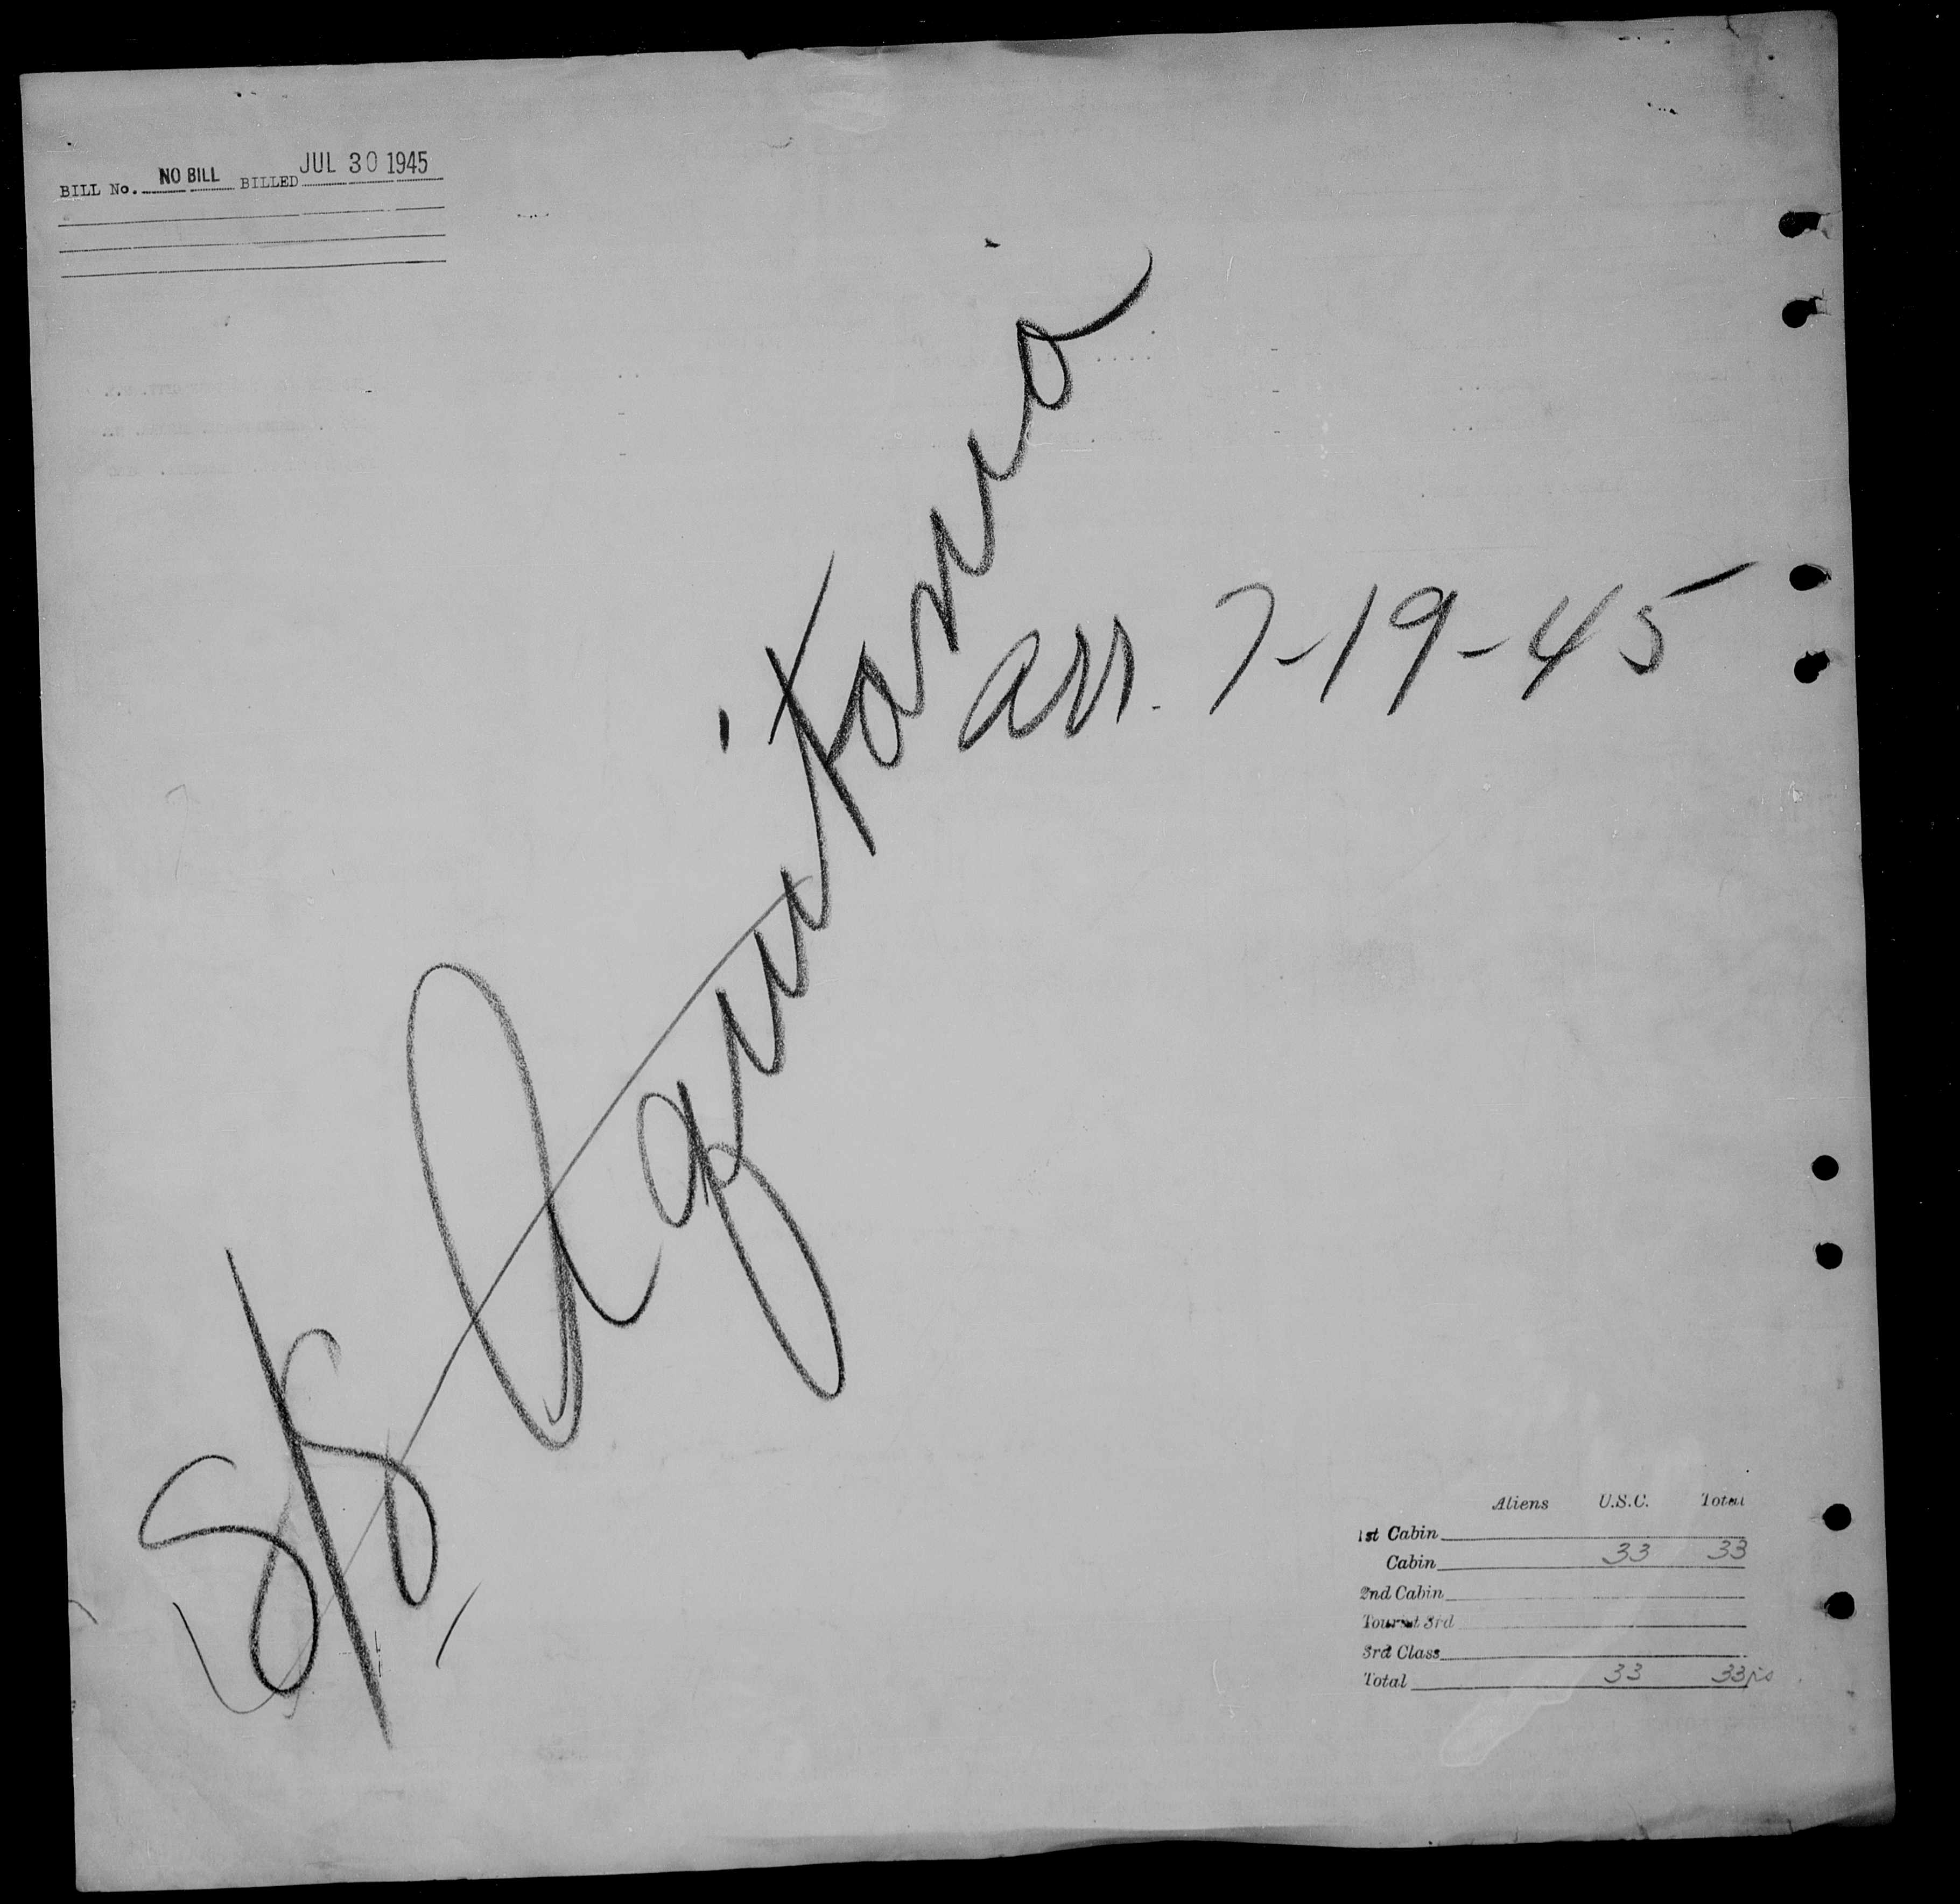 BILL No. NO BILL BILLED JUL 30 1945
S/S Aquitania
arr. 7-19-45
Aliens U.S.C. Total
1st Cabin
Cabin 33 33
2nd Cabin
Tourist 3rd
3rd Class
Total 33 33